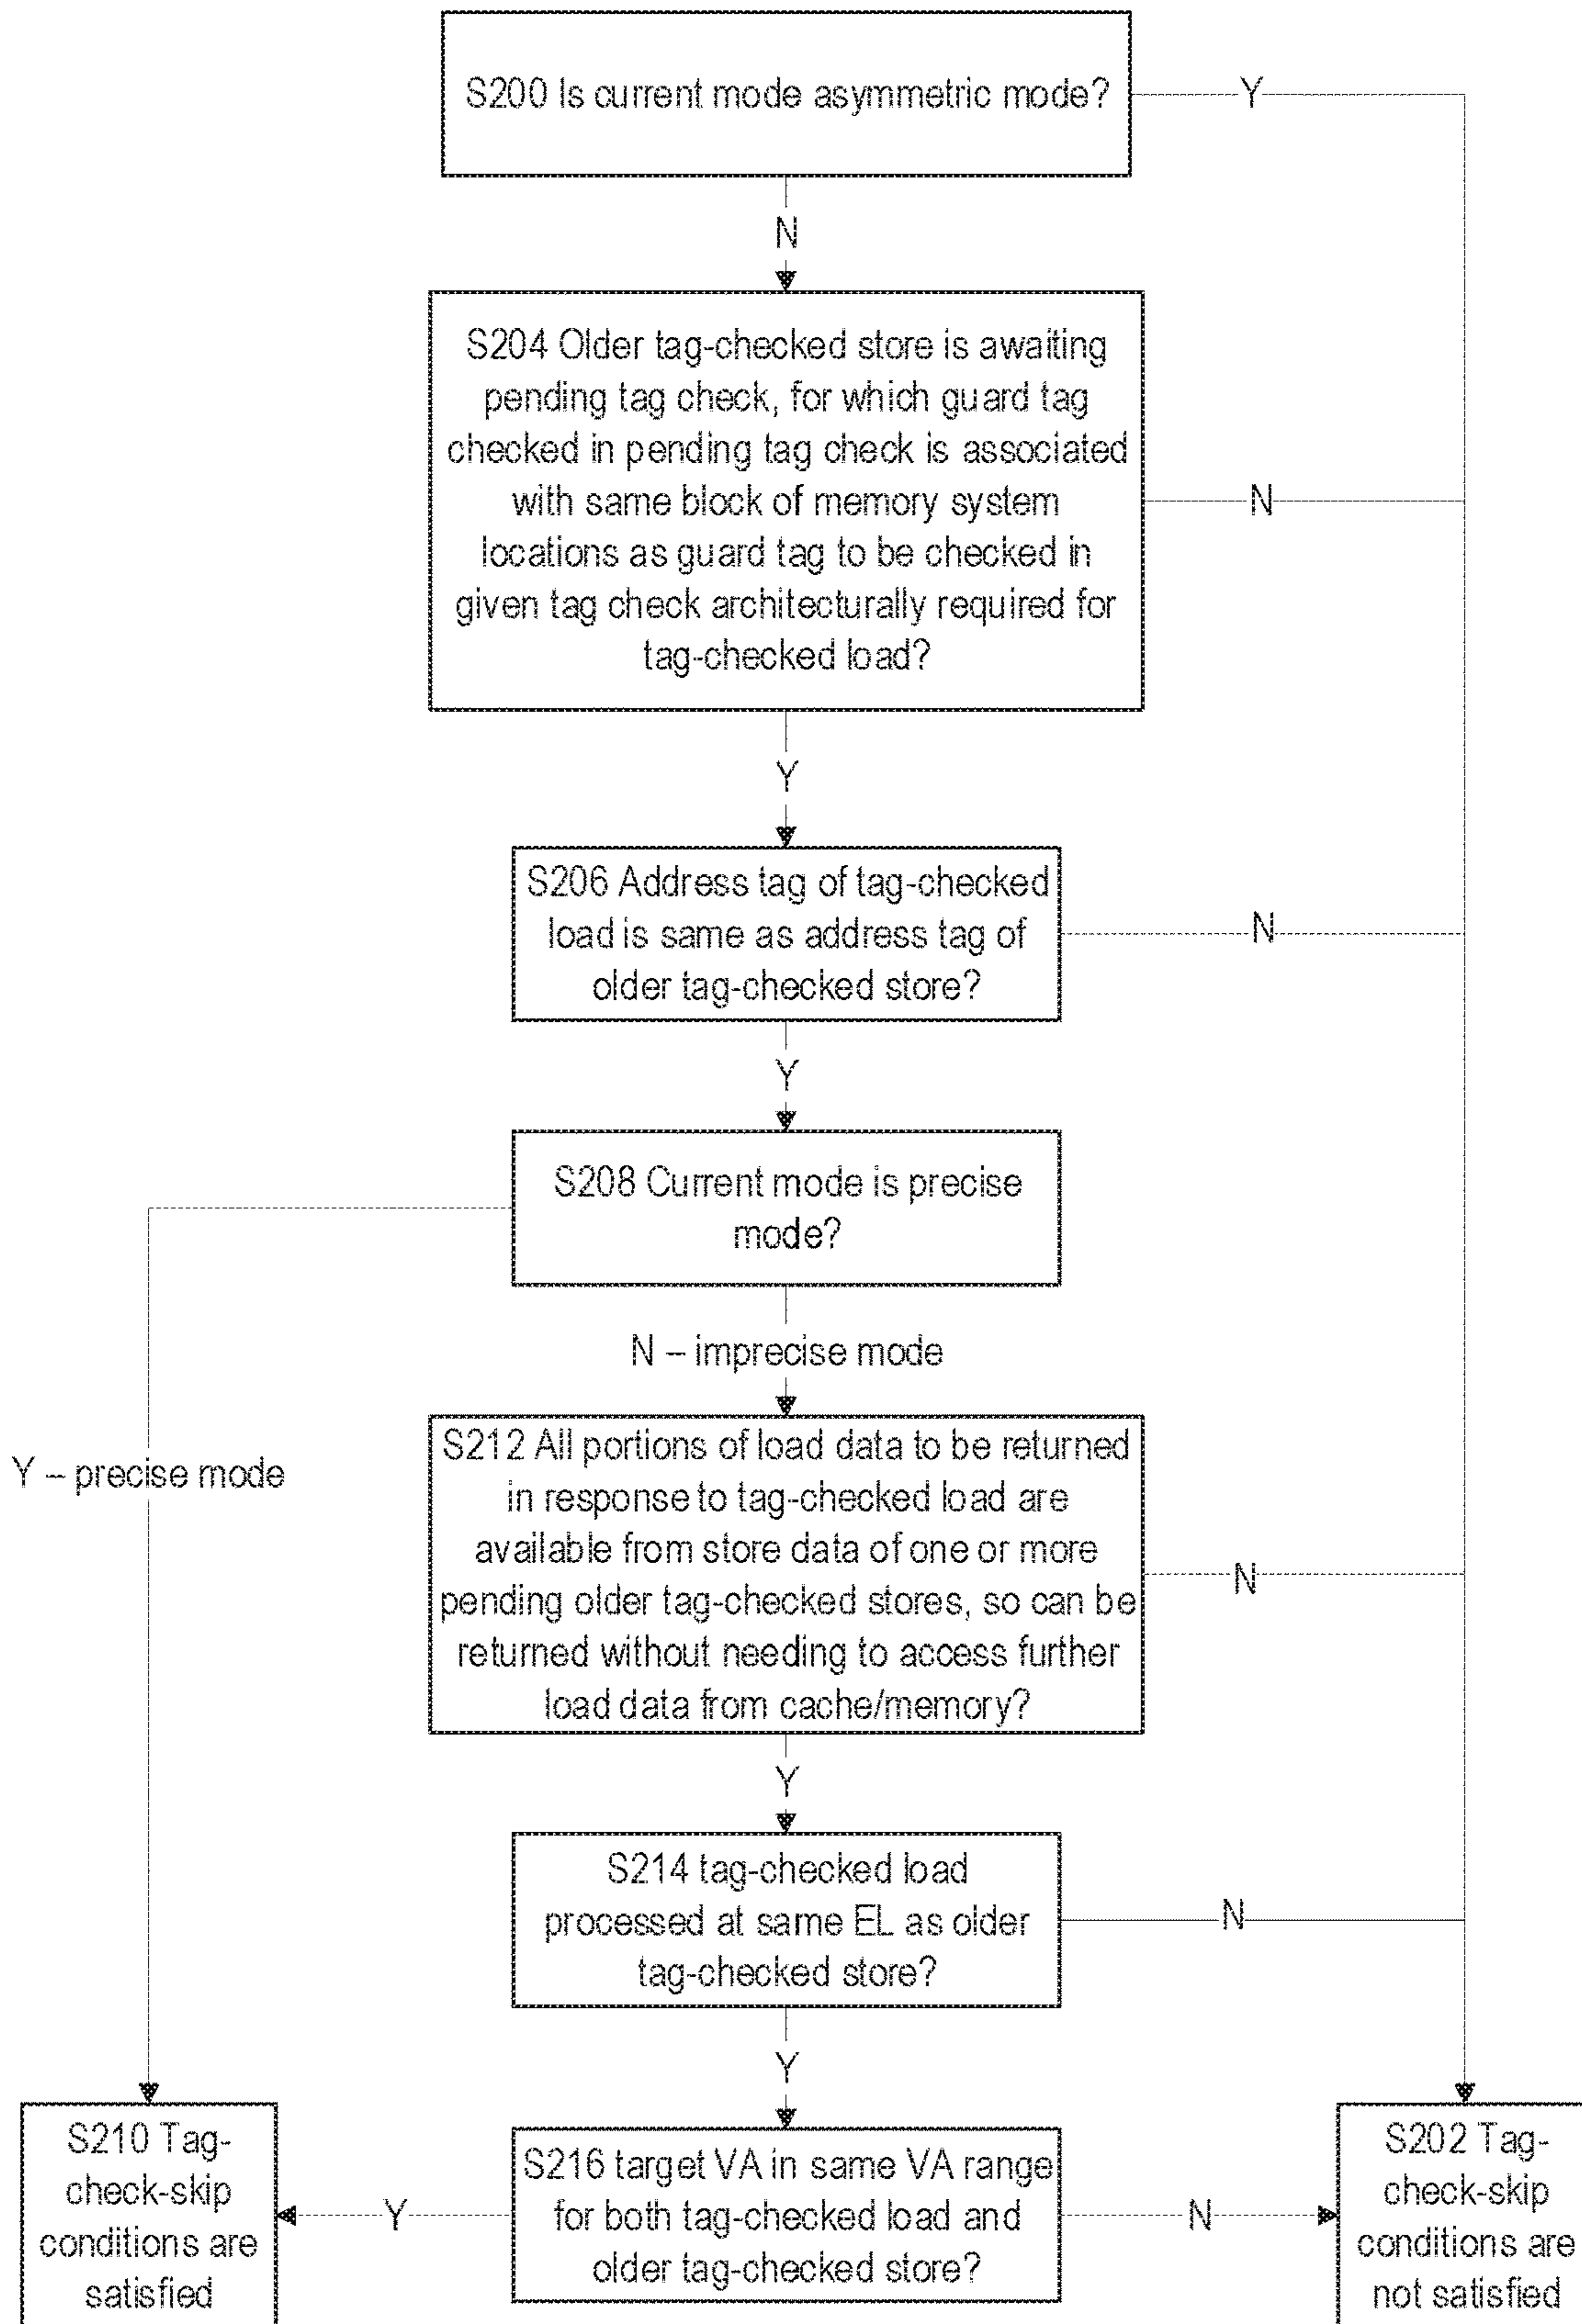 S200 Is current mode asymmetric mode?
Y
N
S204 Older tag-checked store is awaiting
pending tag check, for which guard tag
checked in pending tag check is associated
with same block of memory system
locations as guard tag to be checked in
given tag check architecturally required for
tag-checked load?
N
Y
S206 Address tag of tag-checked
load is same as address tag of
older tag-checked store?
N
Y
S208 Current mode is precise
mode?
N – imprecise mode
Y – precise mode
S212 All portions of load data to be returned
in response to tag-checked load are
available from store data of one or more
pending older tag-checked stores, so can be
returned without needing to access further
load data from cache/memory?
N
Y
S214 tag-checked load
processed at same EL as older
tag-checked store?
N
Y
S210 Tag-
check-skip
conditions are
satisfied
Y
S216 target VA in same VA range
for both tag-checked load and
older tag-checked store?
N
S202 Tag-
check-skip
conditions are
not satisfied